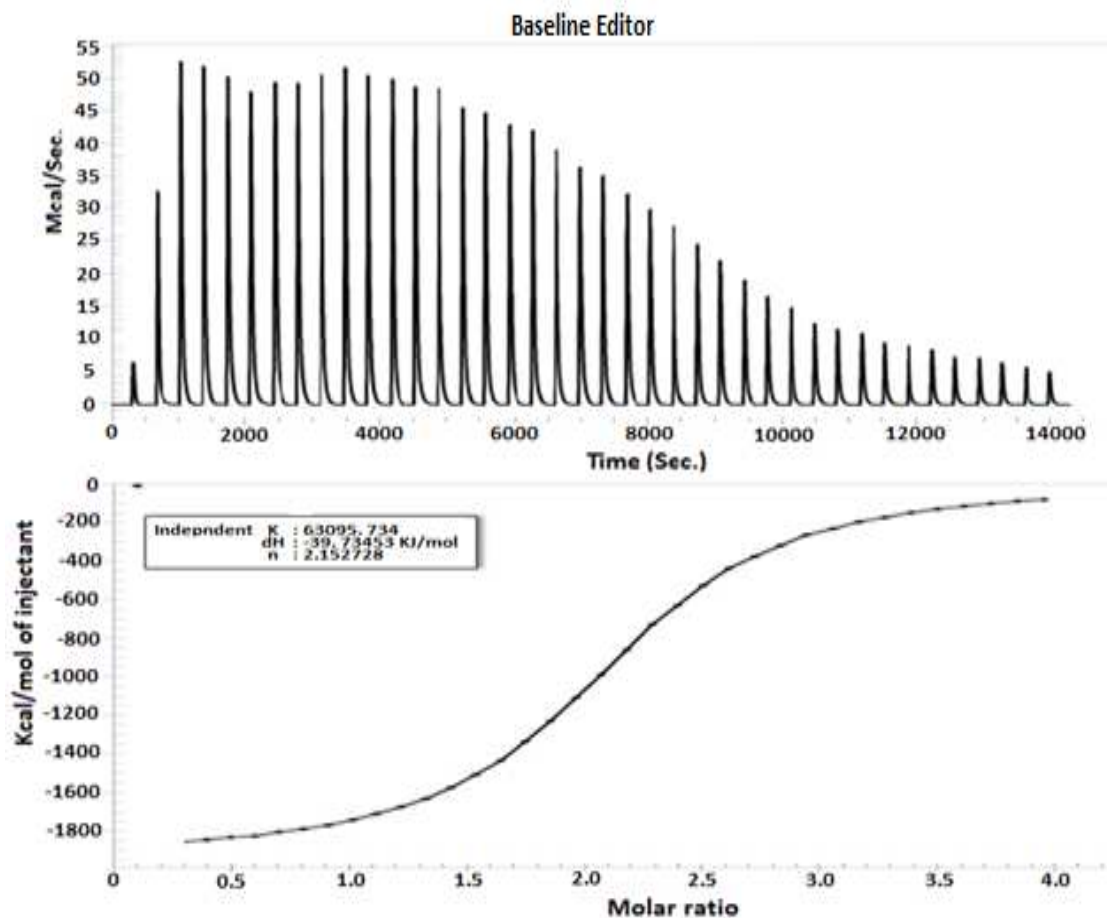 Baseline Editor
Mcal/Sec.
55
50
45
40
35
30
25
20
15
10
5
0
0 2000 4000 6000 8000 10000 12000 14000
Time (Sec.)
Kcal/mol of injectant
0
-200
-400
-600
-800
-1000
-1200
-1400
-1600
-1800
Indepndent K : 63095, 734
dH : -39, 73453 KJ/mol
n : 2.152728
0 0.5 1.0 1.5 2.0 2.5 3.0 3.5 4.0
Molar ratio